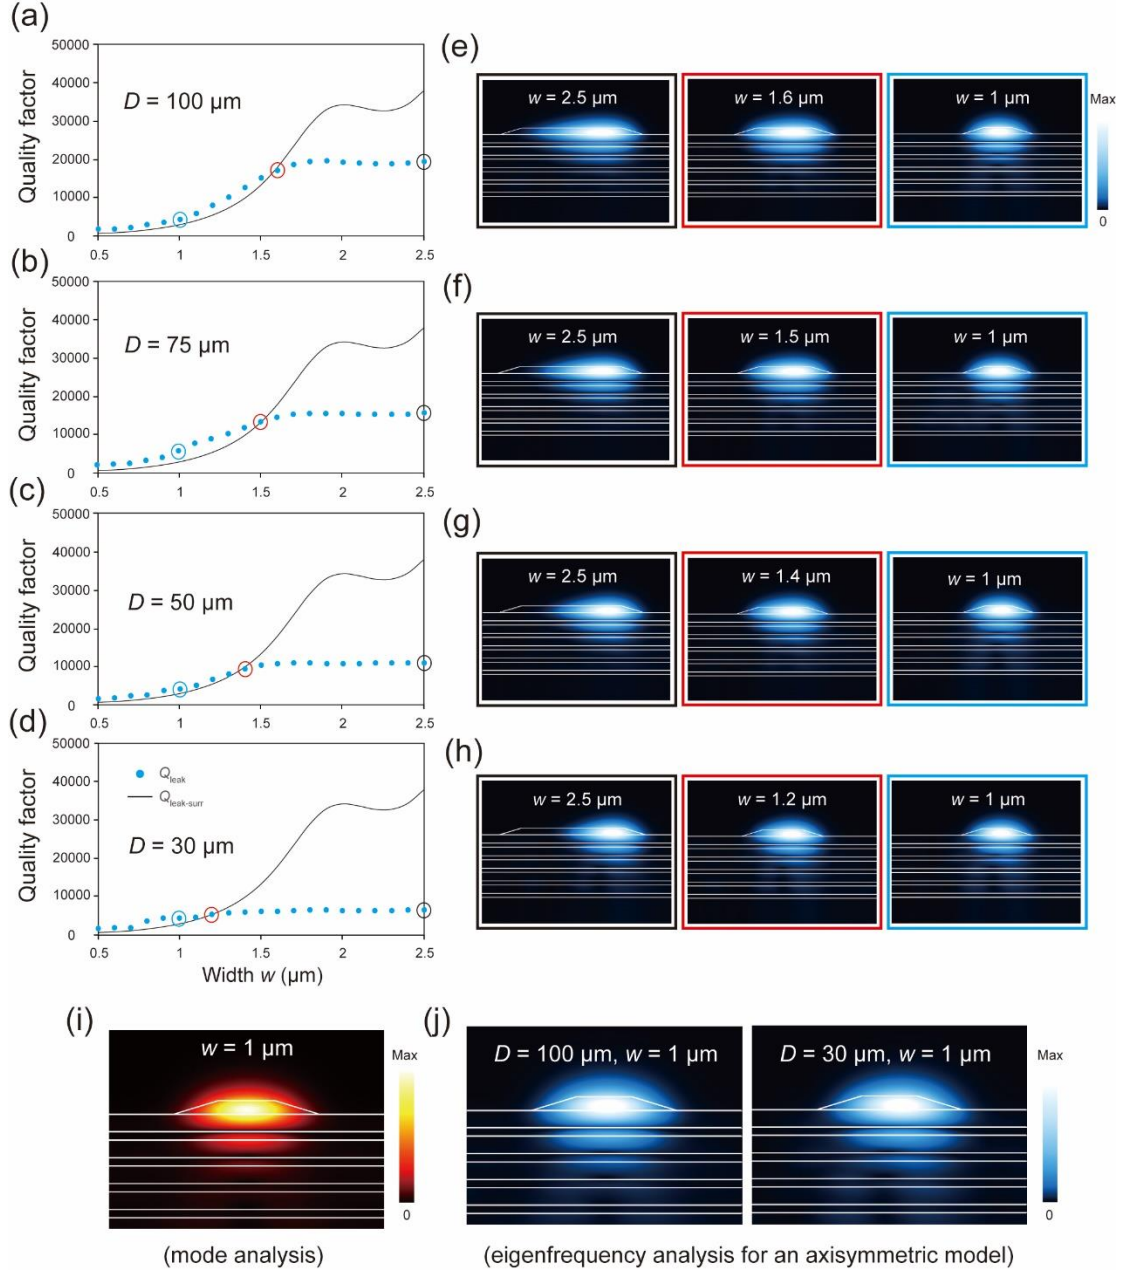 (a)
50000
40000
30000
20000
10000
0
Quality factor
D = 100 μm
0.5 1 1.5 2 2.5
(e)
w = 2.5 μm
w = 1.6 μm
w = 1 μm
Max
0
(b)
50000
40000
30000
20000
10000
0
Quality factor
D = 75 μm
0.5 1 1.5 2 2.5
(f)
w = 2.5 μm
w = 1.5 μm
w = 1 μm
(c)
50000
40000
30000
20000
10000
0
Quality factor
D = 50 μm
0.5 1 1.5 2 2.5
(g)
w = 2.5 μm
w = 1.4 μm
w = 1 μm
(d)
50000
40000
30000
20000
10000
0
Quality factor
Qleak
Qleak-surr
D = 30 μm
0.5 1 1.5 2 2.5
Width w (μm)
(h)
w = 2.5 μm
w = 1.2 μm
w = 1 μm
(i)
w = 1 μm
Max
0
(mode analysis)
(j)
D = 100 μm, w = 1 μm
D = 30 μm, w = 1 μm
Max
0
(eigenfrequency analysis for an axisymmetric model)